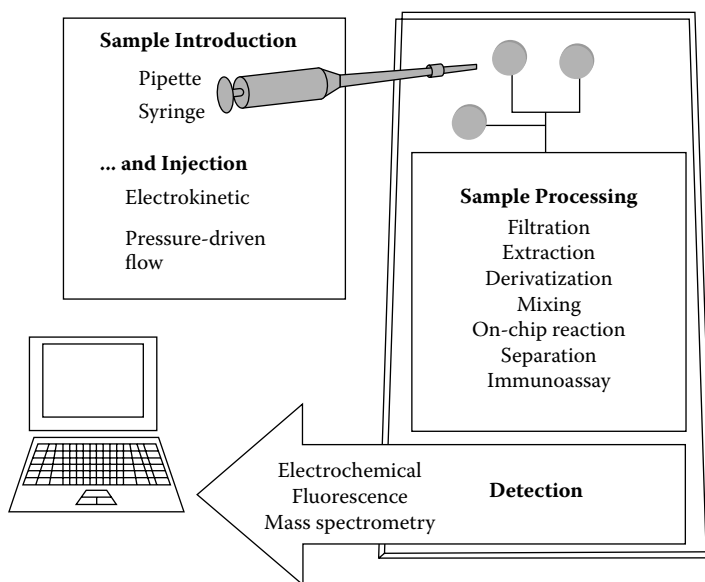 Sample Introduction
Pipette
Syringe
... and Injection
Electrokinetic
Pressure-driven
flow
Sample Processing
Filtration
Extraction
Derivatization
Mixing
On-chip reaction
Separation
Immunoassay
Electrochemical
Fluorescence
Mass spectrometry
Detection